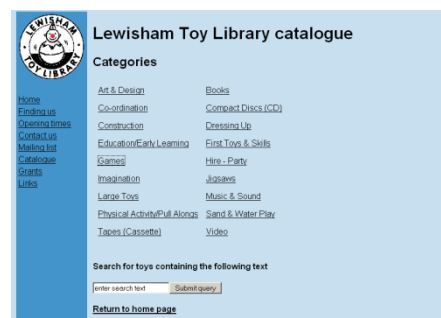 LEWISHAM
TOY LIBRARY
Lewisham Toy Library catalogue
Categories
Home
Finding us
Opening times
Contact us
Mailing list
Catalogue
Grants
Links
Art & Design Books
Co-ordination Compact Discs (CD)
Construction Dressing Up
Education/Early Learning First Toys & Skills
Games Hire - Party
Imagination Jigsaws
Large Toys Music & Sound
Physical Activity/Pull Alongs Sand & Water Play
Tapes (Cassette) Video
Search for toys containing the following text
enter search text Submit query
Return to home page